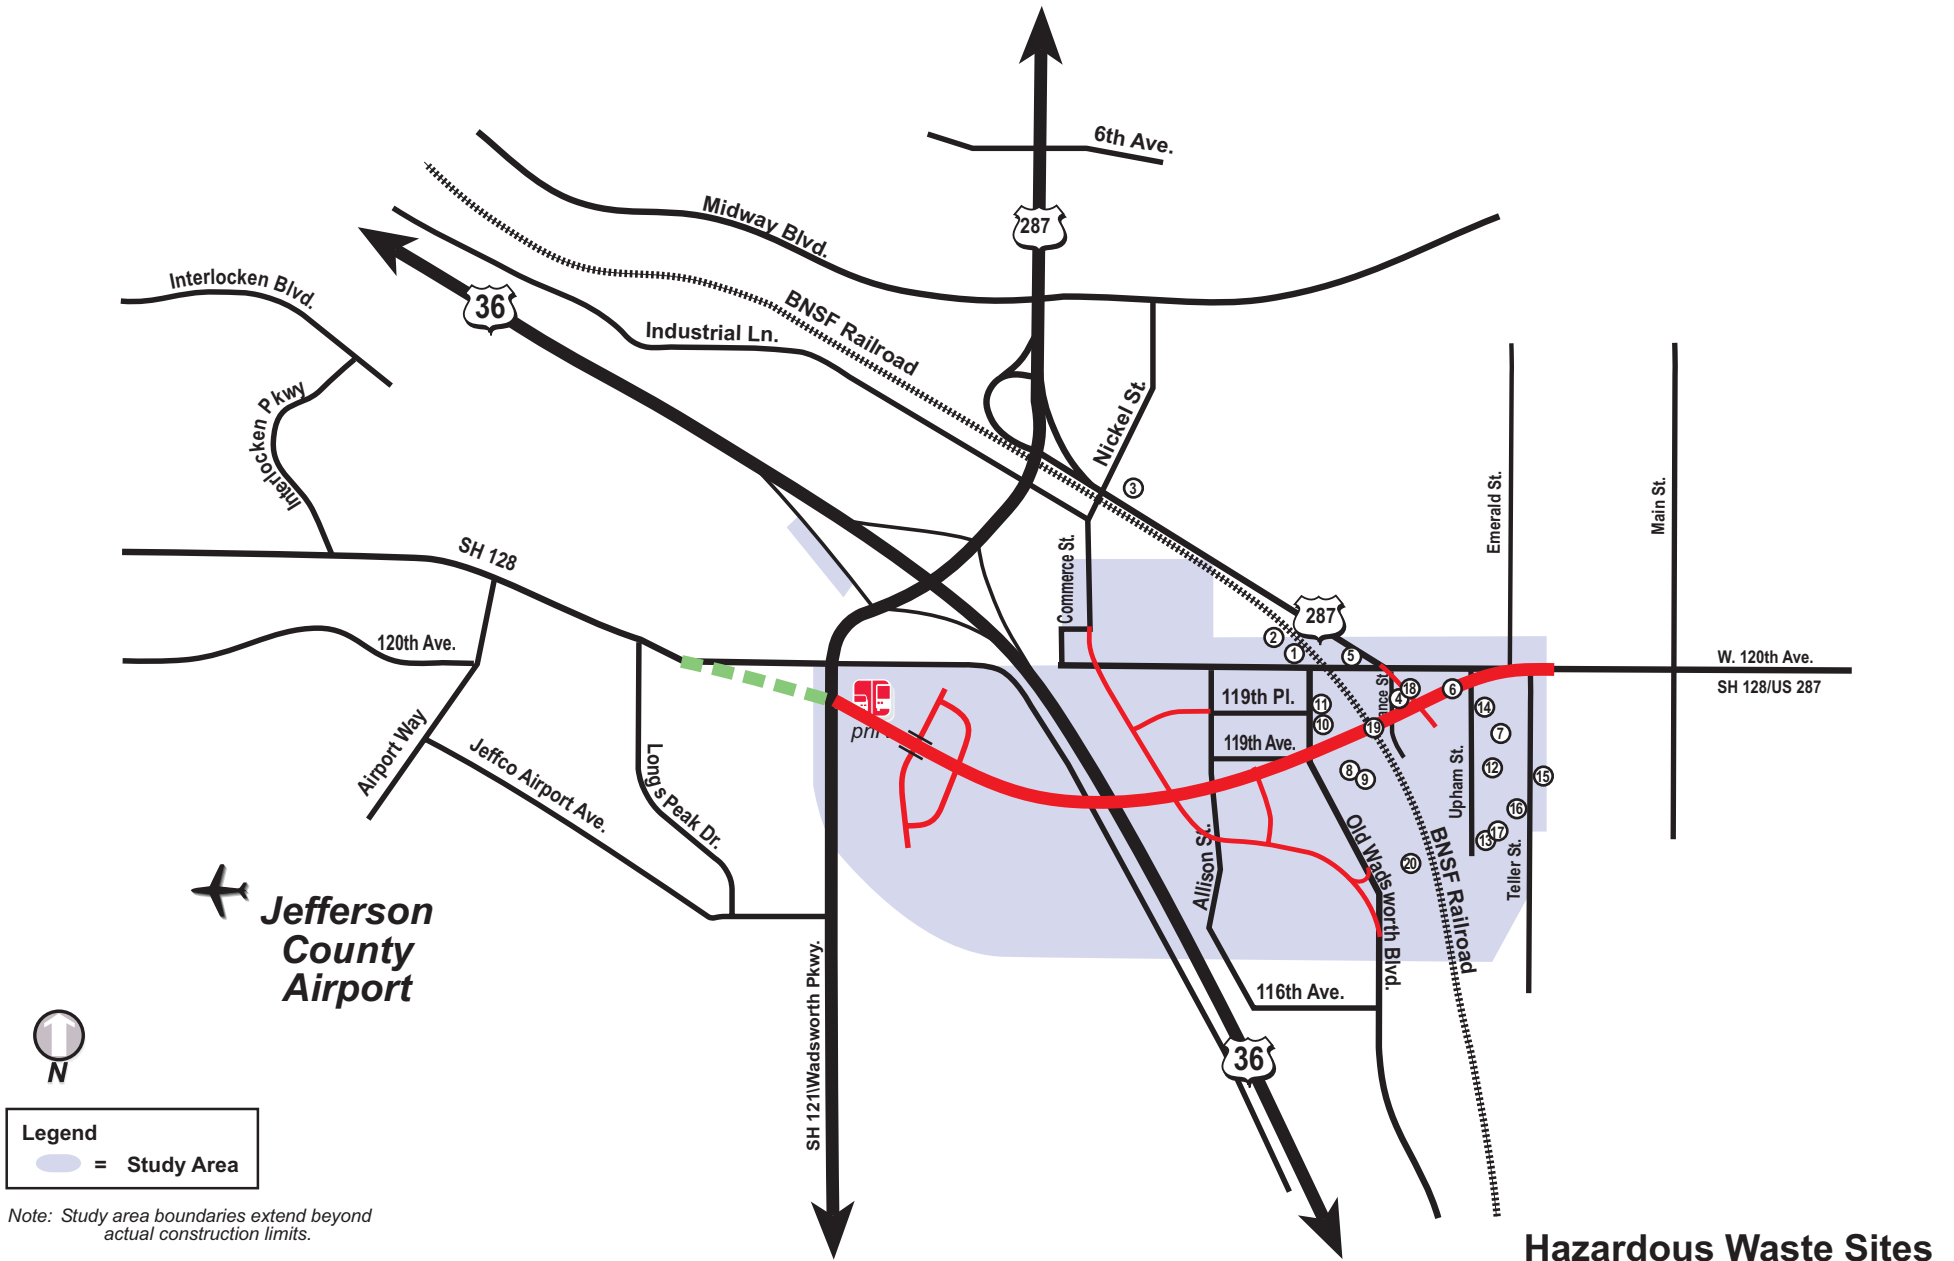 6th Ave.
287
Midway Blvd.
Interlocken Blvd.
36
BNSF Railroad
Industrial Ln.
Interlocken Pkwy
Interlocken
Nickel St.
3
Emerald St.
Main St.
SH 128
Commerce St.
287
120th Ave.
2
1
5
W. 120th Ave.
SH 128/US 287
119th Pl.
11
10
4
18
6
14
19
7
119th Ave.
Airport Way
Jeffco Airport Ave.
Longs Peak Dr.
8
9
Upham St.
12
15
16
13
17
Old Wadsworth Blvd.
BNSF Railroad
20
Allison St.
Teller St.
Jefferson
County
Airport
SH 121\Wadsworth Pkwy.
116th Ave.
36
N
Legend
= Study Area
Note: Study area boundaries extend beyond
actual construction limits.
Hazardous Waste Sites